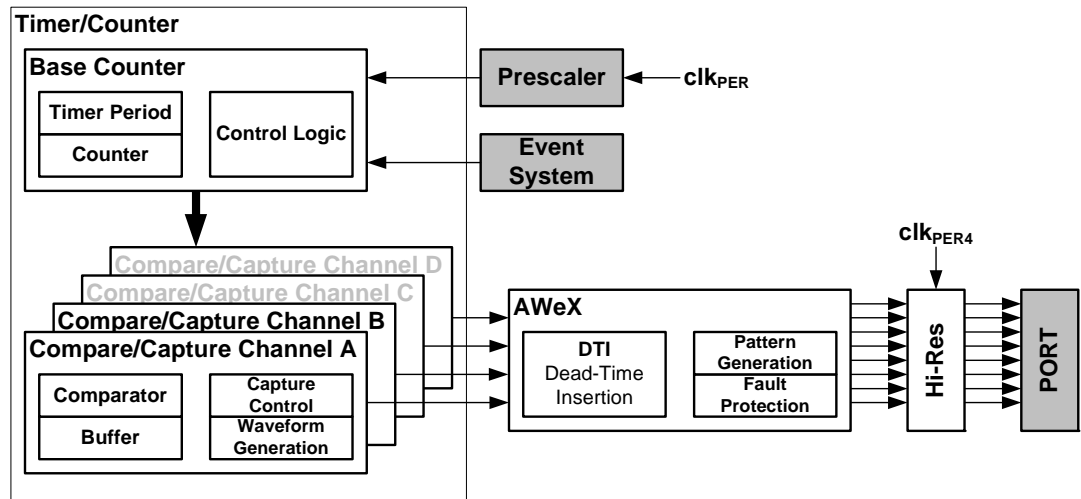 Timer/Counter
Base Counter
Timer Period
Counter
Control Logic
Prescaler
clkPER
Event
System
Compare/Capture Channel D
Compare/Capture Channel C
Compare/Capture Channel B
Compare/Capture Channel A
Comparator
Buffer
Capture
Control
Waveform
Generation
AWeX
DTI
Dead-Time
Insertion
Pattern
Generation
Fault
Protection
clkPER4
Hi-Res
PORT